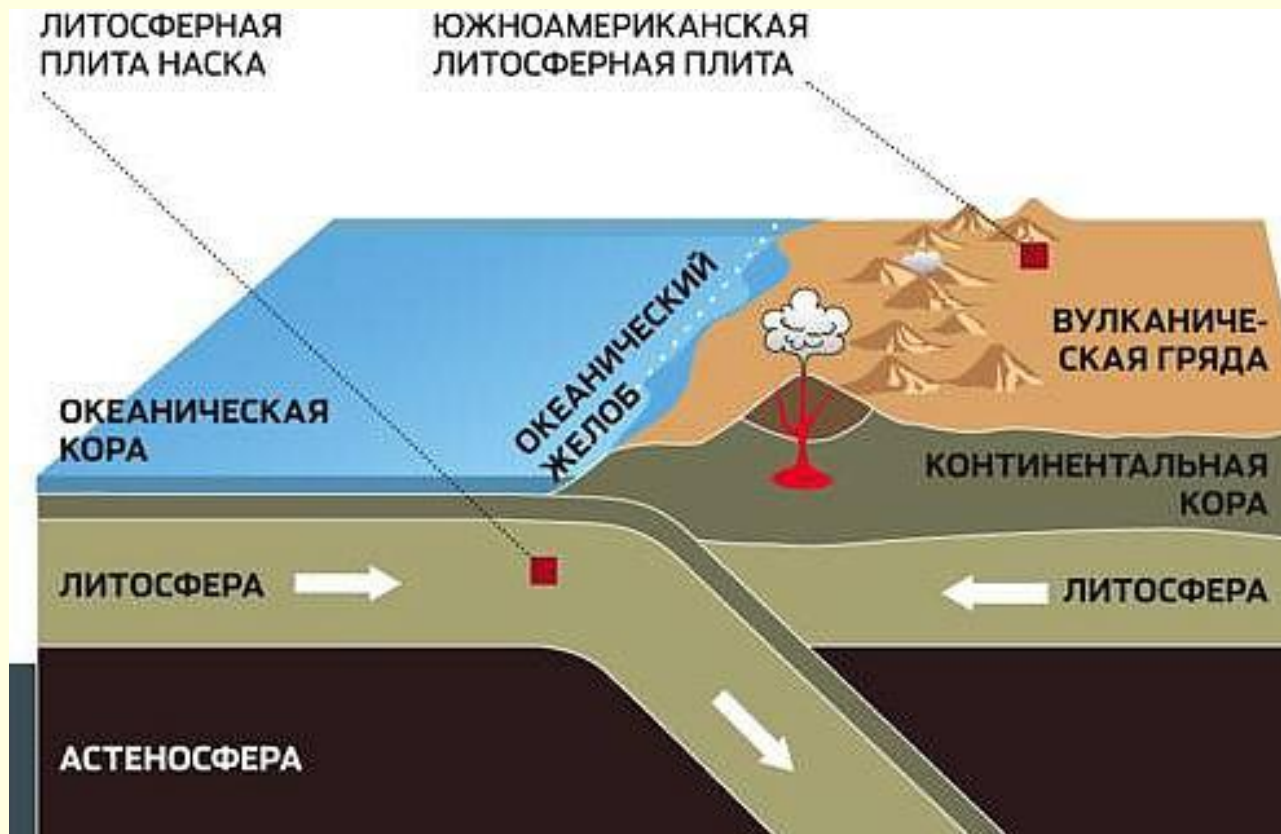 ЛИТОСФЕРНАЯ
ПЛИТА НАСКА
ЮЖНОАМЕРИКАНСКАЯ
ЛИТОСФЕРНАЯ ПЛИТА
ОКЕАНИЧЕСКИЙ
ЖЕЛОБ
ВУЛКАНИЧЕ-
СКАЯ ГРЯДА
ОКЕАНИЧЕСКАЯ
КОРА
КОНТИНЕНТАЛЬНАЯ
КОРА
ЛИТОСФЕРА
ЛИТОСФЕРА
АСТЕНОСФЕРА